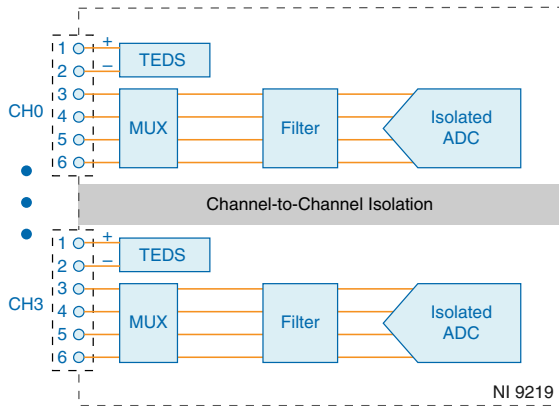 1 +
2 − TEDS
3
CH0 4 MUX Filter Isolated ADC
5
6
Channel-to-Channel Isolation
1 +
2 − TEDS
3
CH3 4 MUX Filter Isolated ADC
5
6
NI 9219